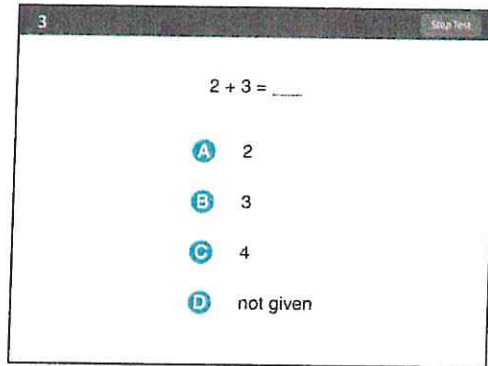 3 Stop Test
2 + 3 = ___
A 2
B 3
C 4
D not given